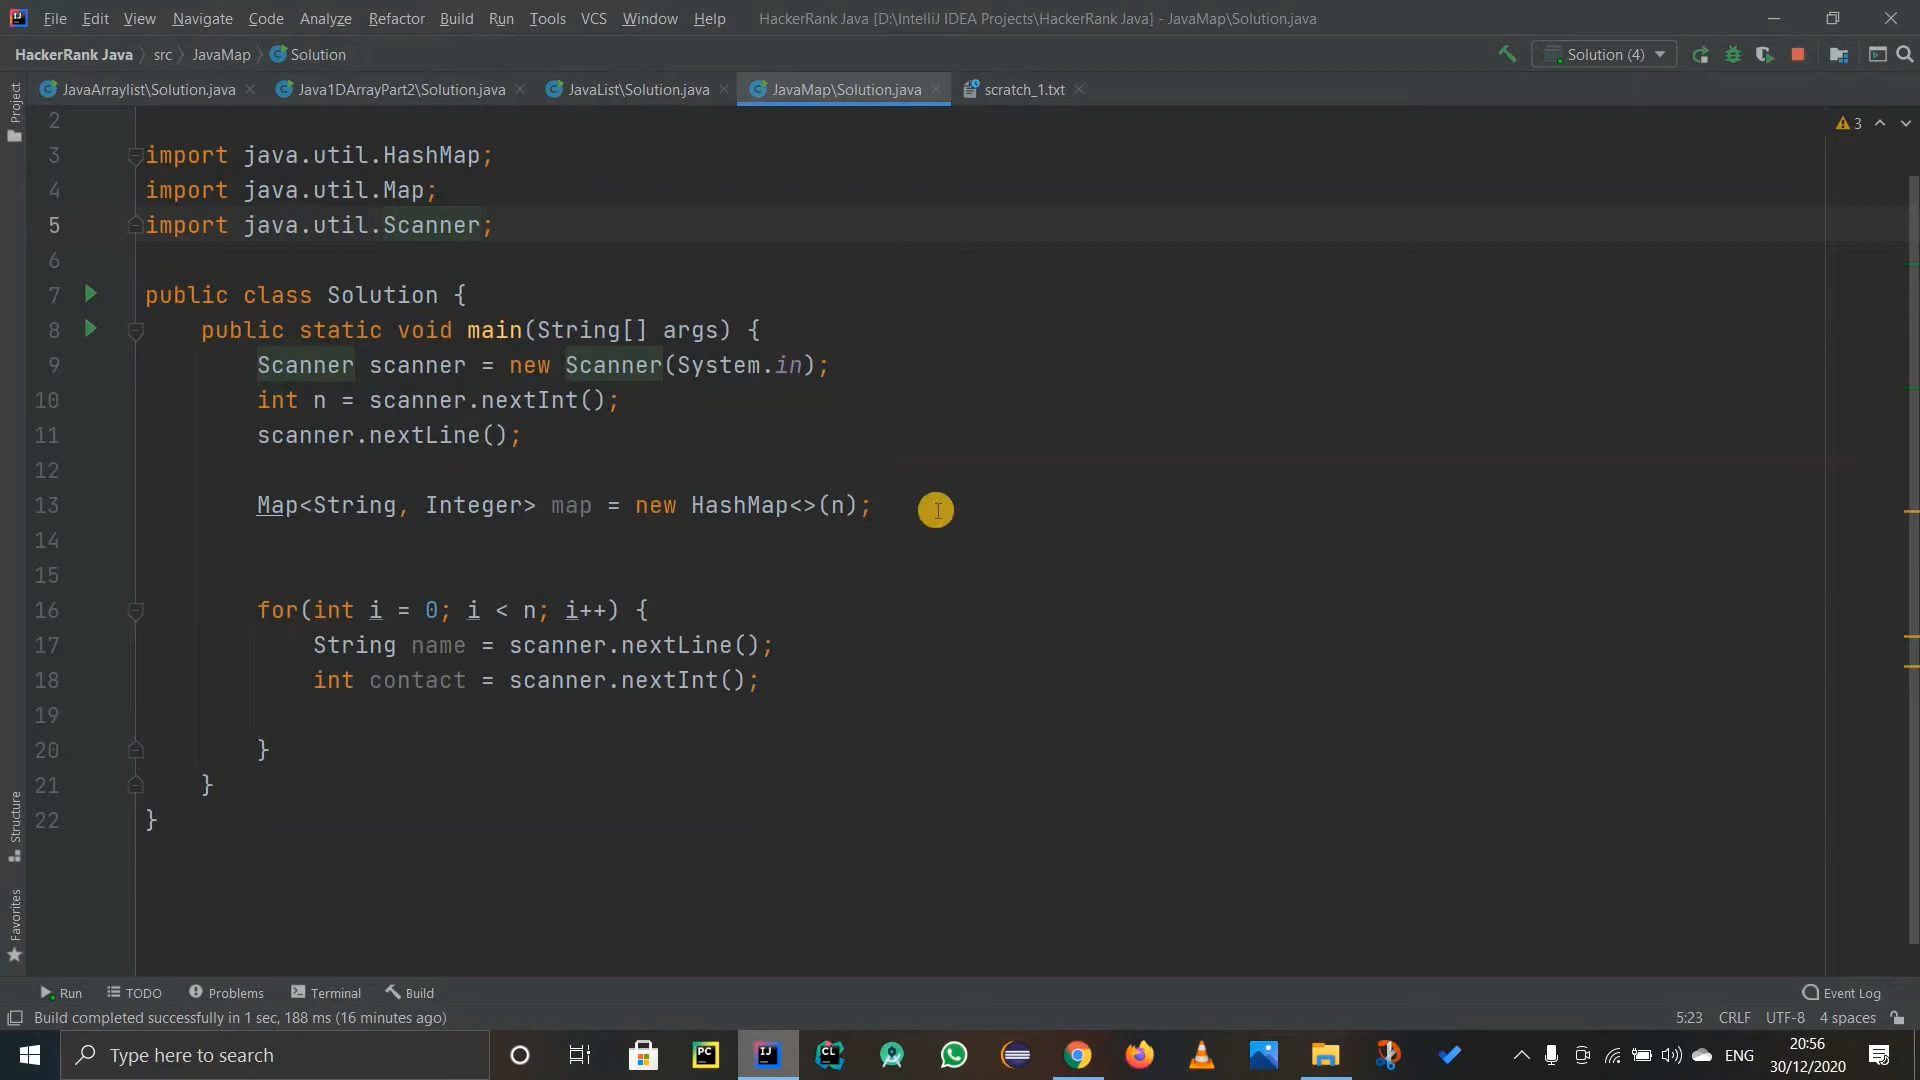 File Edit View Navigate Code Analyze Refactor Build Run Tools VCS Window Help HackerRank Java [D:\IntelliJ IDEA Projects\HackerRank Java] - JavaMap\Solution.java
HackerRank Java src JavaMap Solution Solution (4)
JavaArraylist\Solution.java Java1DArrayPart2\Solution.java JavaList\Solution.java JavaMap\Solution.java scratch_1.txt
Project
2
3
3 import java.util.HashMap;
4 import java.util.Map;
5 import java.util.Scanner;
6
7 public class Solution {
8 public static void main(String[] args) {
9 Scanner scanner = new Scanner(System.in);
10 int n = scanner.nextInt();
11 scanner.nextLine();
12
13 Map<String, Integer> map = new HashMap<>(n);
14
15
16 for(int i = 0; i < n; i++) {
17 String name = scanner.nextLine();
18 int contact = scanner.nextInt();
19
20 }
21 }
22 }
Structure
Favorites
Run TODO Problems Terminal Build Event Log
Build completed successfully in 1 sec, 188 ms (16 minutes ago) 5:23 CRLF UTF-8 4 spaces
Type here to search PC IJ CL ENG 20:56
30/12/2020